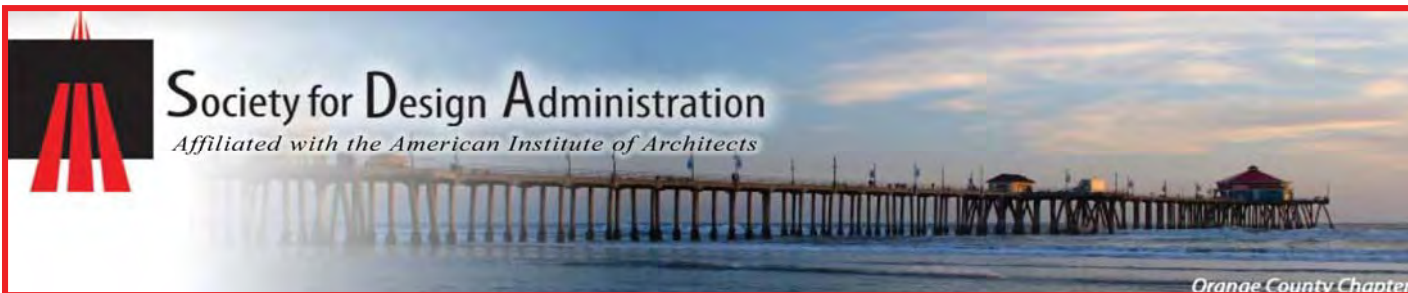 Society for Design Administration
Affiliated with the American Institute of Architects
Orange County Chapter